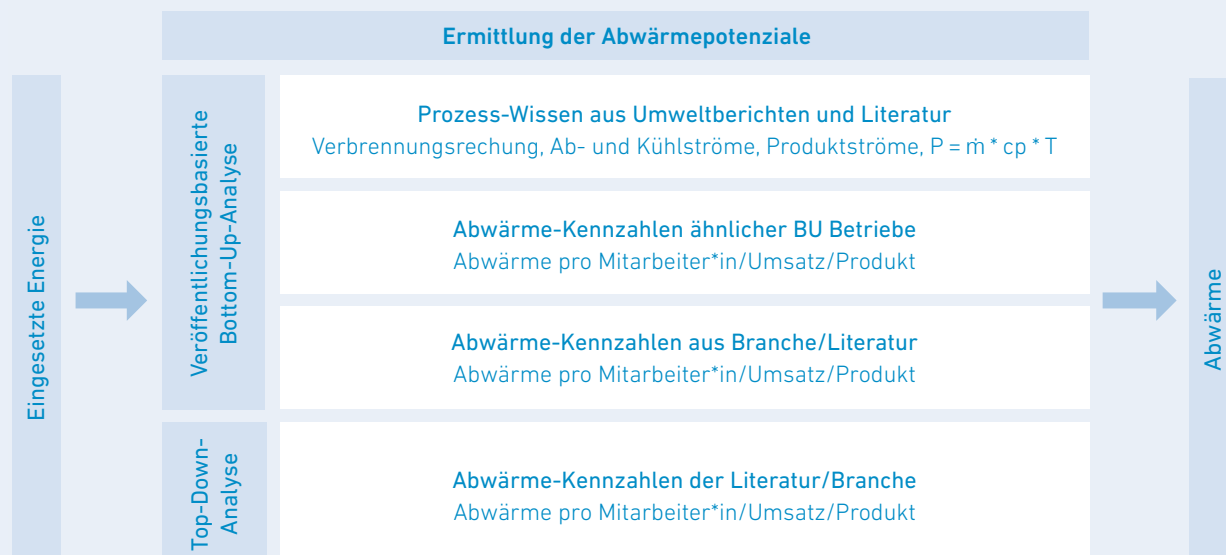 Ermittlung der Abwärmepotenziale
Eingesetzte Energie
Veröffentlichungsbasierte
Bottom-Up-Analyse
Prozess-Wissen aus Umweltberichten und Literatur
Verbrennungsrechung, Ab- und Kühlströme, Produktströme, P = ṁ * cp * T
Abwärme-Kennzahlen ähnlicher BU Betriebe
Abwärme pro Mitarbeiter*in/Umsatz/Produkt
Abwärme-Kennzahlen aus Branche/Literatur
Abwärme pro Mitarbeiter*in/Umsatz/Produkt
Top-Down-
Analyse
Abwärme-Kennzahlen der Literatur/Branche
Abwärme pro Mitarbeiter*in/Umsatz/Produkt
Abwärme